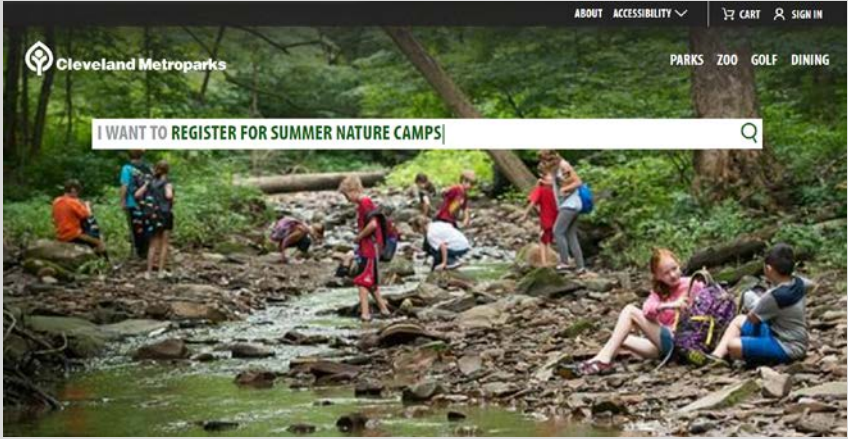 ABOUT ACCESSIBILITY CART SIGN IN
Cleveland Metroparks
PARKS ZOO GOLF DINING
I WANT TO REGISTER FOR SUMMER NATURE CAMPS